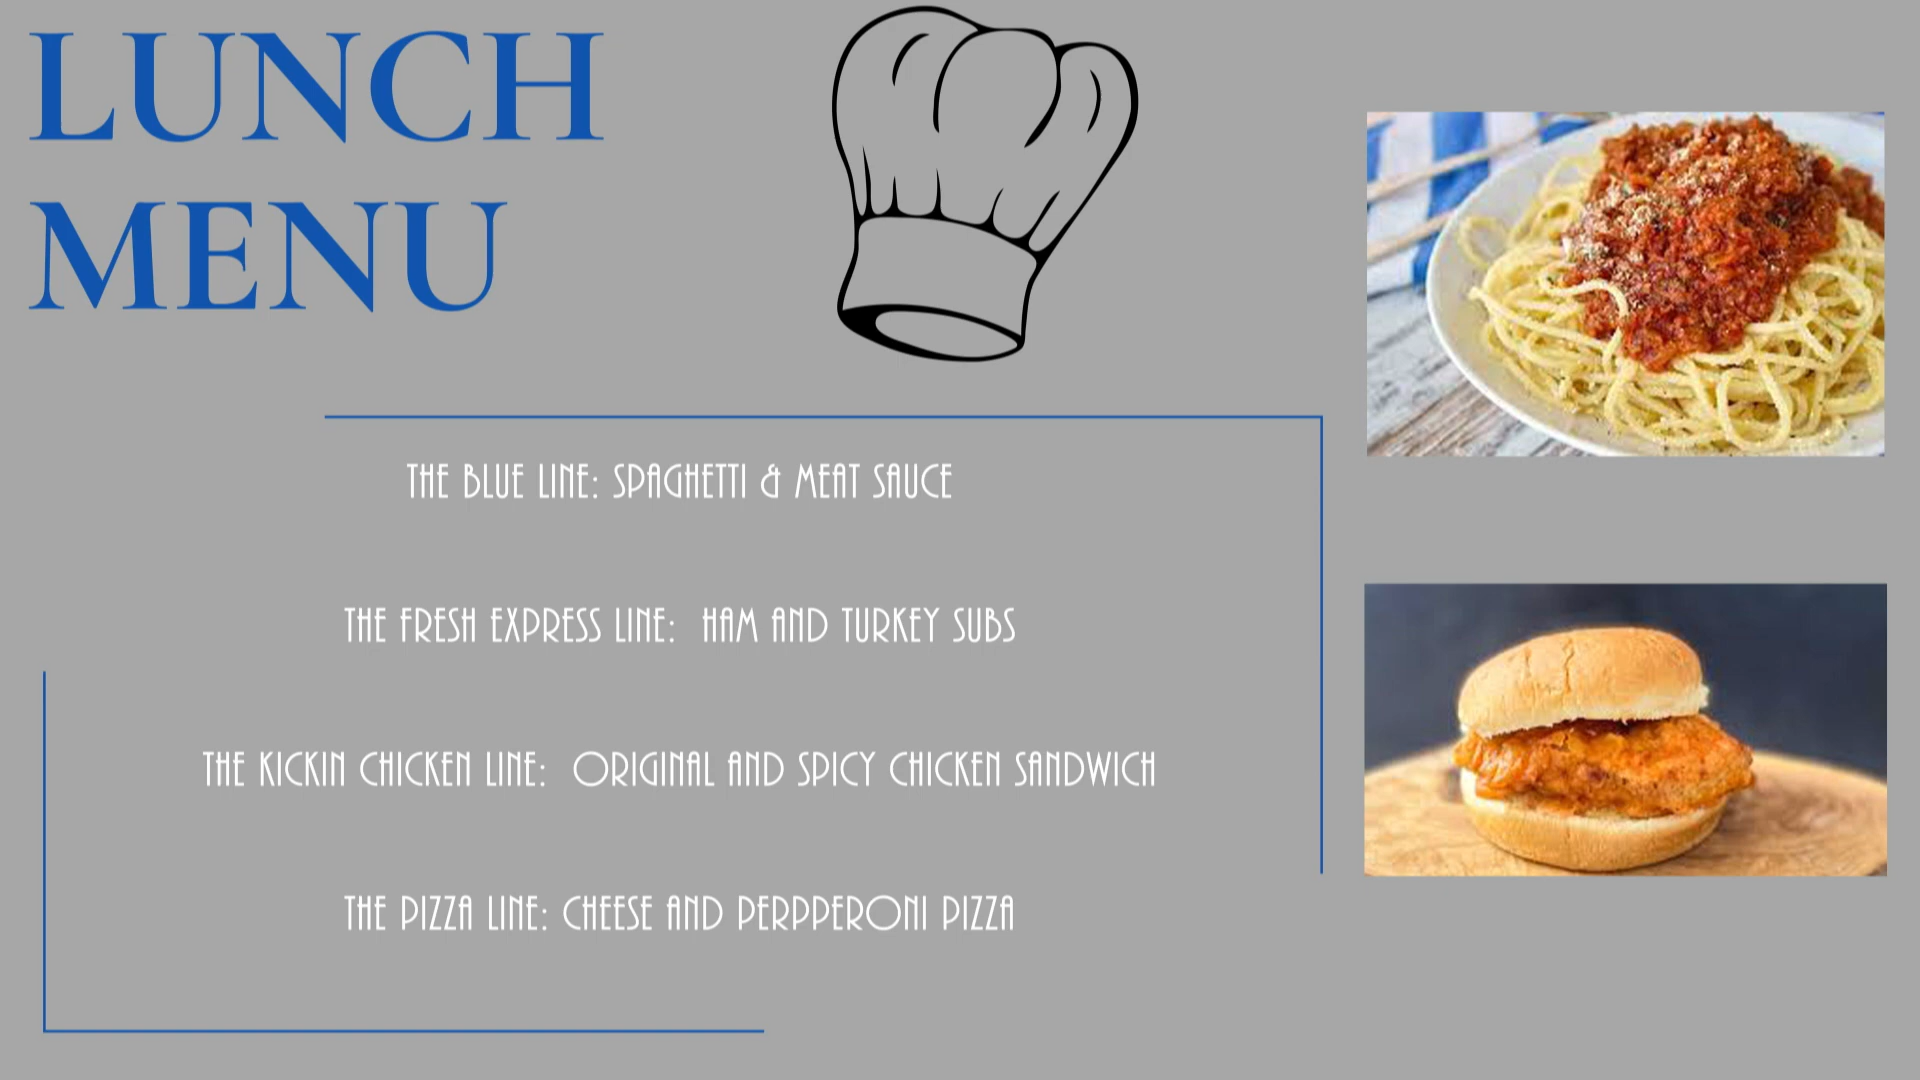 LUNCH
MENU
THE BLUE LINE: SPAGHETTI & MEAT SAUCE
THE FRESH EXPRESS LINE: HAM AND TURKEY SUBS
THE KICKIN CHICKEN LINE: ORIGINAL AND SPICY CHICKEN SANDWICH
THE PIZZA LINE: CHEESE AND PERPPERONI PIZZA